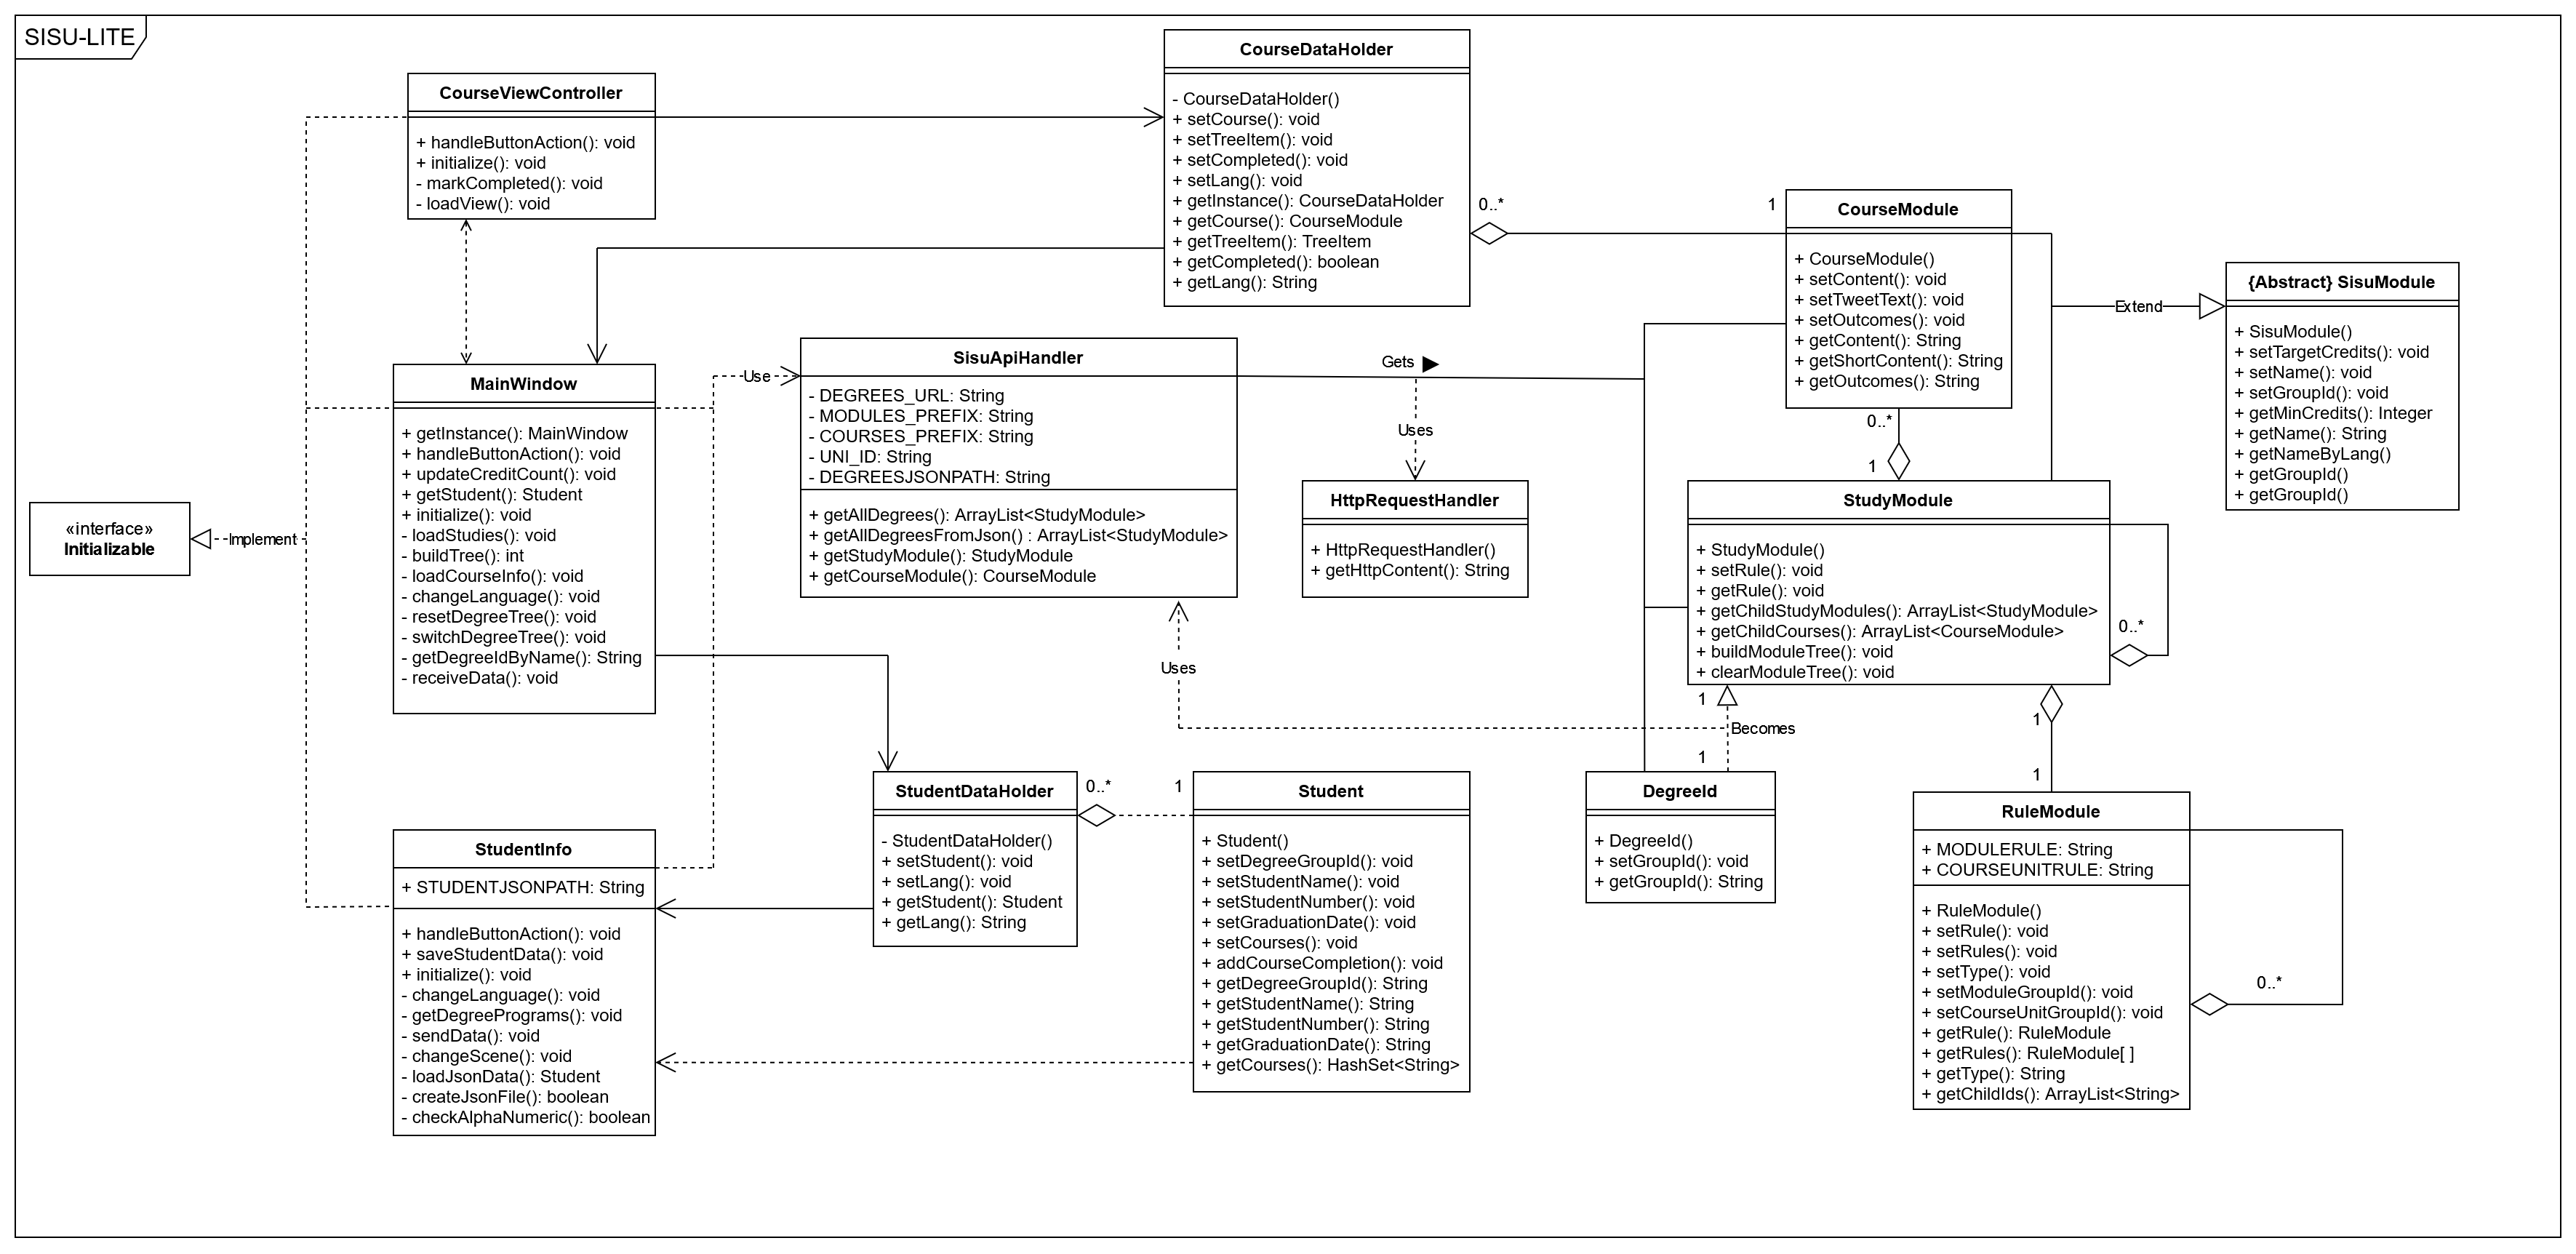 SISU-LITE
CourseViewController
+ handleButtonAction(): void
+ initialize(): void
- markCompleted(): void
- loadView(): void
CourseDataHolder
- CourseDataHolder()
+ setCourse(): void
+ setTreeItem(): void
+ setCompleted(): void
+ setLang(): void
+ getInstance(): CourseDataHolder
+ getCourse(): CourseModule
+ getTreeItem(): TreeItem
+ getCompleted(): boolean
+ getLang(): String
0..*
1
CourseModule
+ CourseModule()
+ setContent(): void
+ setTweetText(): void
+ setOutcomes(): void
+ getContent(): String
+ getShortContent(): String
+ getOutcomes(): String
0..*
1
Extend
{Abstract} SisuModule
+ SisuModule()
+ setTargetCredits(): void
+ setName(): void
+ setGroupId(): void
+ getMinCredits(): Integer
+ getName(): String
+ getNameByLang()
+ getGroupId()
+ getGroupId()
«interface»
Initializable
Implement
MainWindow
+ getInstance(): MainWindow
+ handleButtonAction(): void
+ updateCreditCount(): void
+ getStudent(): Student
+ initialize(): void
- loadStudies(): void
- buildTree(): int
- loadCourseInfo(): void
- changeLanguage(): void
- resetDegreeTree(): void
- switchDegreeTree(): void
- getDegreeIdByName(): String
- receiveData(): void
Use
SisuApiHandler
- DEGREES_URL: String
- MODULES_PREFIX: String
- COURSES_PREFIX: String
- UNI_ID: String
- DEGREESJSONPATH: String
+ getAllDegrees(): ArrayList<StudyModule>
+ getAllDegreesFromJson() : ArrayList<StudyModule>
+ getStudyModule(): StudyModule
+ getCourseModule(): CourseModule
Gets ▶
Uses
HttpRequestHandler
+ HttpRequestHandler()
+ getHttpContent(): String
StudyModule
+ StudyModule()
+ setRule(): void
+ getRule(): void
+ getChildStudyModules(): ArrayList<StudyModule>
+ getChildCourses(): ArrayList<CourseModule>
+ buildModuleTree(): void
+ clearModuleTree(): void
0..*
Uses
1
Becomes
1
1
1
StudentInfo
+ STUDENTJSONPATH: String
+ handleButtonAction(): void
+ saveStudentData(): void
+ initialize(): void
- changeLanguage(): void
- getDegreePrograms(): void
- sendData(): void
- changeScene(): void
- loadJsonData(): Student
- createJsonFile(): boolean
- checkAlphaNumeric(): boolean
StudentDataHolder
- StudentDataHolder()
+ setStudent(): void
+ setLang(): void
+ getStudent(): Student
+ getLang(): String
0..*
1
Student
+ Student()
+ setDegreeGroupId(): void
+ setStudentName(): void
+ setStudentNumber(): void
+ setGraduationDate(): void
+ setCourses(): void
+ addCourseCompletion(): void
+ getDegreeGroupId(): String
+ getStudentName(): String
+ getStudentNumber(): String
+ getGraduationDate(): String
+ getCourses(): HashSet<String>
DegreeId
+ DegreeId()
+ setGroupId(): void
+ getGroupId(): String
RuleModule
+ MODULERULE: String
+ COURSEUNITRULE: String
+ RuleModule()
+ setRule(): void
+ setRules(): void
+ setType(): void
+ setModuleGroupId(): void
+ setCourseUnitGroupId(): void
+ getRule(): RuleModule
+ getRules(): RuleModule[ ]
+ getType(): String
+ getChildIds(): ArrayList<String>
0..*